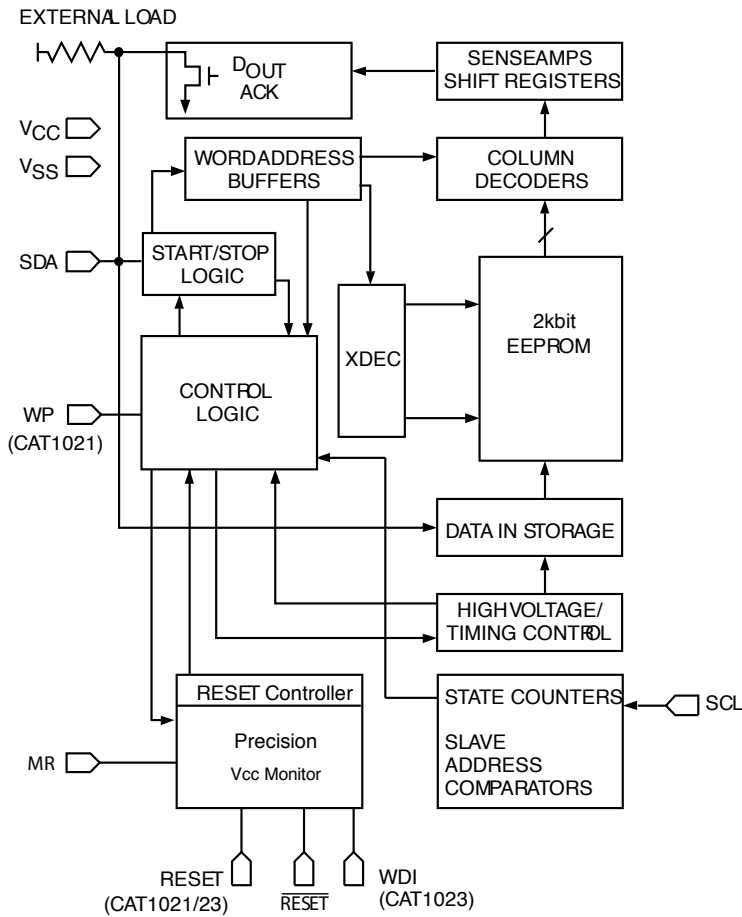 EXTERNAL LOAD
DOUT
ACK
SENSEAMPS
SHIFT REGISTERS
VCC
VSS
WORDADDRESS
BUFFERS
COLUMN
DECODERS
SDA
START/STOP
LOGIC
XDEC
2kbit
EEPROM
WP
(CAT1021)
CONTROL
LOGIC
DATA IN STORAGE
HIGHVOLTAGE/
TIMING CONTROL
RESET Controller
Precision
Vcc Monitor
MR
STATE COUNTERS
SLAVE
ADDRESS
COMPARATORS
SCL
RESET
(CAT1021/23)
RESET
WDI
(CAT1023)